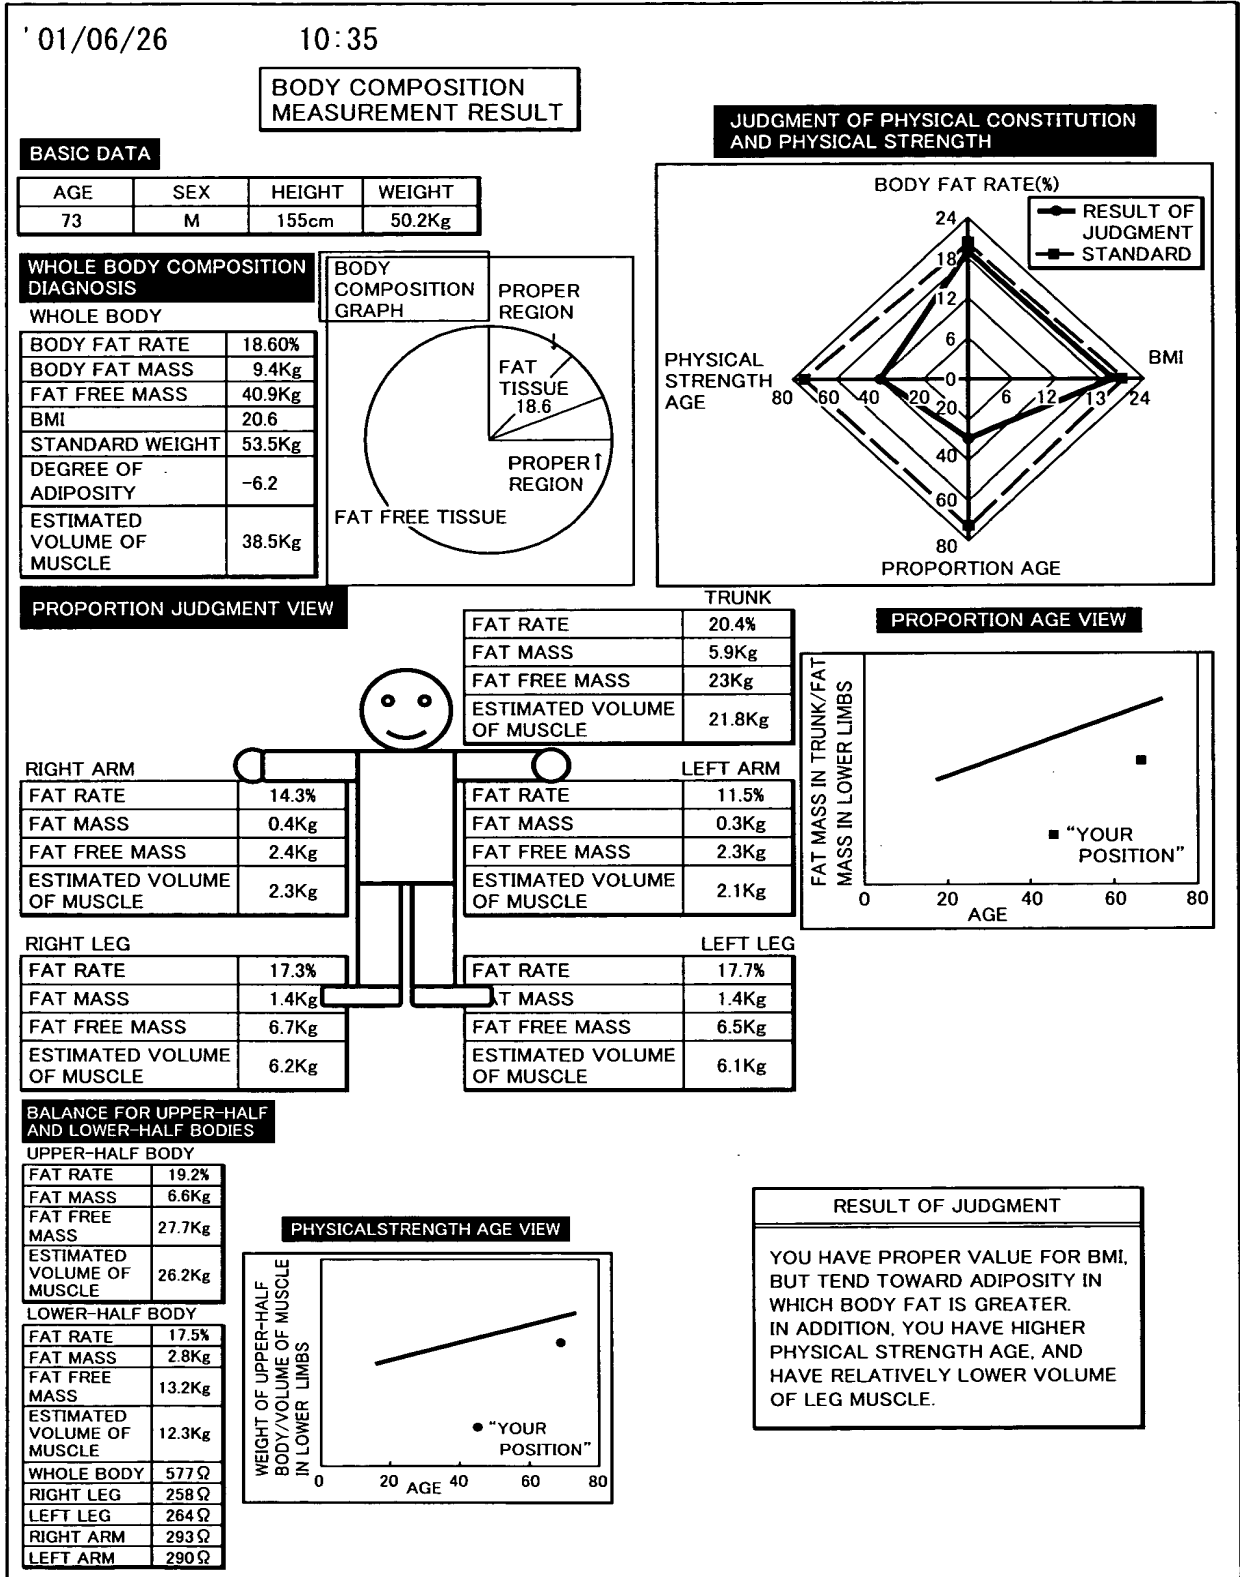 '01/06/26 10:35
BODY COMPOSITION
MEASUREMENT RESULT
BASIC DATA
AGE SEX HEIGHT WEIGHT
73 M 155cm 50.2Kg
JUDGMENT OF PHYSICAL CONSTITUTION
AND PHYSICAL STRENGTH
BODY FAT RATE(%)
RESULT OF
JUDGMENT
STANDARD
24
18
12
6
0
PHYSICAL
STRENGTH
AGE
80 60 40 20
BMI
6 12 13 24
20
40
60
80
PROPORTION AGE
WHOLE BODY COMPOSITION
DIAGNOSIS
WHOLE BODY
BODY FAT RATE 18.60%
BODY FAT MASS 9.4Kg
FAT FREE MASS 40.9Kg
BMI 20.6
STANDARD WEIGHT 53.5Kg
DEGREE OF
ADIPOSITY -6.2
ESTIMATED
VOLUME OF
MUSCLE 38.5Kg
BODY
COMPOSITION
GRAPH
PROPER
REGION
FAT
TISSUE
18.6
PROPER
REGION
FAT FREE TISSUE
PROPORTION JUDGMENT VIEW
TRUNK
FAT RATE 20.4%
FAT MASS 5.9Kg
FAT FREE MASS 23Kg
ESTIMATED VOLUME
OF MUSCLE 21.8Kg
RIGHT ARM
FAT RATE 14.3%
FAT MASS 0.4Kg
FAT FREE MASS 2.4Kg
ESTIMATED VOLUME
OF MUSCLE 2.3Kg
LEFT ARM
FAT RATE 11.5%
FAT MASS 0.3Kg
FAT FREE MASS 2.3Kg
ESTIMATED VOLUME
OF MUSCLE 2.1Kg
RIGHT LEG
FAT RATE 17.3%
FAT MASS 1.4Kg
FAT FREE MASS 6.7Kg
ESTIMATED VOLUME
OF MUSCLE 6.2Kg
LEFT LEG
FAT RATE 17.7%
AT MASS 1.4Kg
FAT FREE MASS 6.5Kg
ESTIMATED VOLUME
OF MUSCLE 6.1Kg
PROPORTION AGE VIEW
FAT MASS IN TRUNK/FAT
MASS IN LOWER LIMBS
"YOUR
POSITION"
0 20 40 60 80
AGE
BALANCE FOR UPPER-HALF
AND LOWER-HALF BODIES
UPPER-HALF BODY
FAT RATE 19.2%
FAT MASS 6.6Kg
FAT FREE
MASS 27.7Kg
ESTIMATED
VOLUME OF
MUSCLE 26.2Kg
LOWER-HALF BODY
FAT RATE 17.5%
FAT MASS 2.8Kg
FAT FREE
MASS 13.2Kg
ESTIMATED
VOLUME OF
MUSCLE 12.3Kg
WHOLE BODY 577Ω
RIGHT LEG 258Ω
LEFT LEG 264Ω
RIGHT ARM 293Ω
LEFT ARM 290Ω
PHYSICALSTRENGTH AGE VIEW
WEIGHT OF UPPER-HALF
BODY/VOLUME OF MUSCLE
IN LOWER LIMBS
"YOUR
POSITION"
0 20 40 60 80
AGE
RESULT OF JUDGMENT
YOU HAVE PROPER VALUE FOR BMI,
BUT TEND TOWARD ADIPOSITY IN
WHICH BODY FAT IS GREATER.
IN ADDITION, YOU HAVE HIGHER
PHYSICAL STRENGTH AGE, AND
HAVE RELATIVELY LOWER VOLUME
OF LEG MUSCLE.